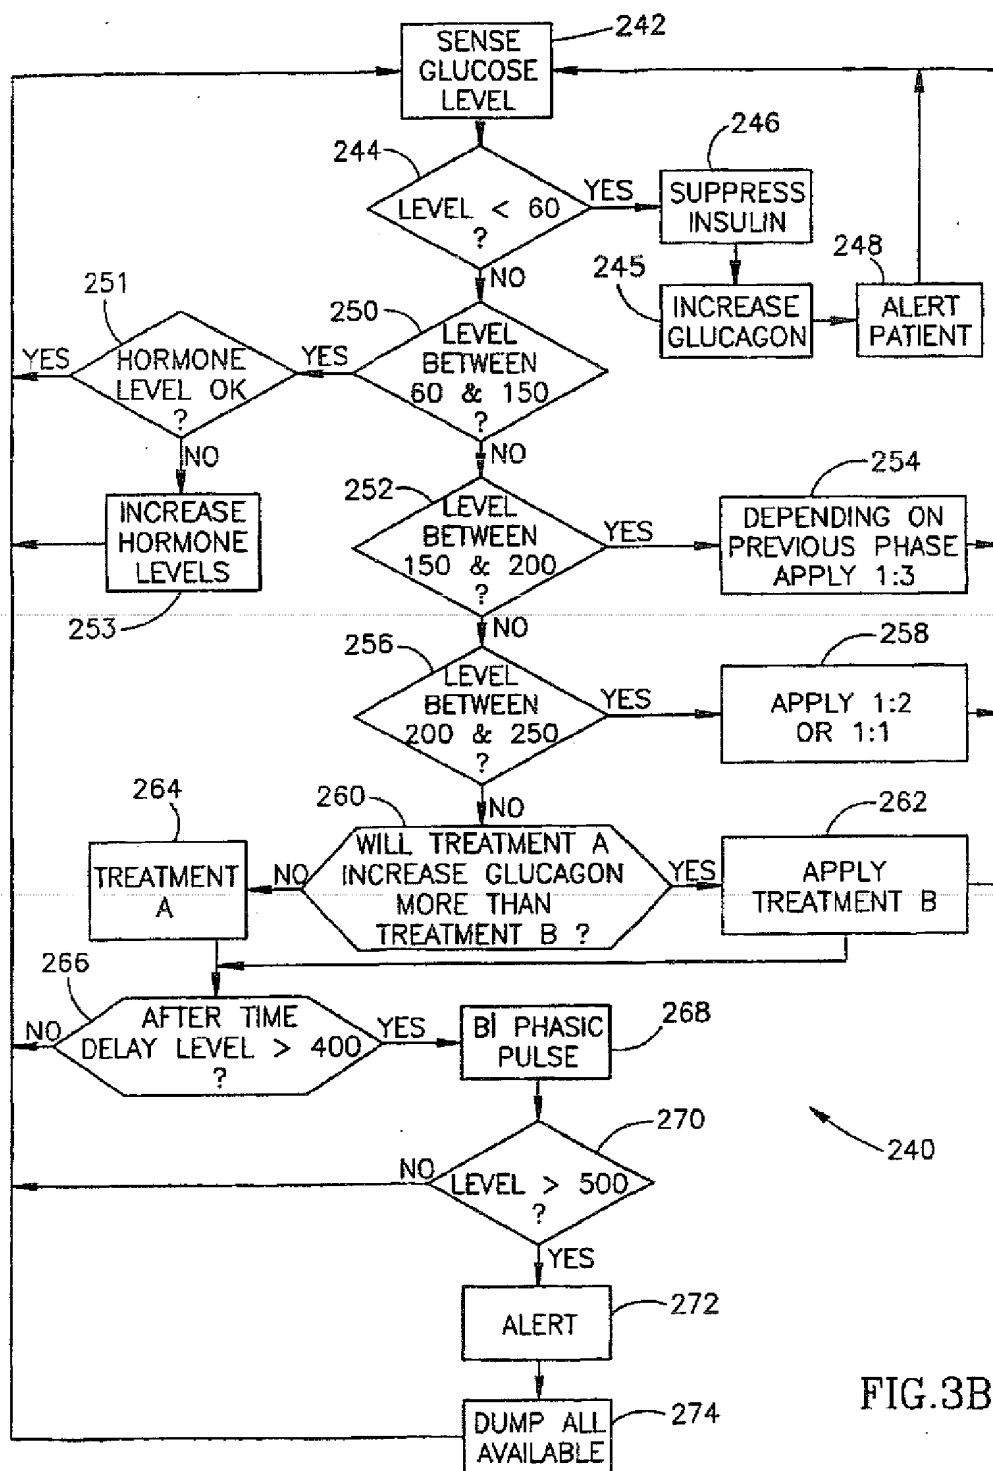 242
SENSE
GLUCOSE
LEVEL
244
LEVEL < 60
?
YES
246
SUPPRESS
INSULIN
245
INCREASE
GLUCAGON
248
ALERT
PATIENT
NO
250
LEVEL
BETWEEN
60 & 150
?
YES
251
HORMONE
LEVEL OK
?
YES
NO
INCREASE
HORMONE
LEVELS
253
NO
252
LEVEL
BETWEEN
150 & 200
?
YES
254
DEPENDING ON
PREVIOUS PHASE
APPLY 1:3
NO
256
LEVEL
BETWEEN
200 & 250
?
YES
258
APPLY 1:2
OR 1:1
NO
260
WILL TREATMENT A
INCREASE GLUCAGON
MORE THAN
TREATMENT B ?
YES
262
APPLY
TREATMENT B
NO
264
TREATMENT
A
266
AFTER TIME
DELAY LEVEL > 400
?
NO
YES
268
BI PHASIC
PULSE
270
LEVEL > 500
?
NO
YES
240
272
ALERT
274
DUMP ALL
AVAILABLE
FIG.3B